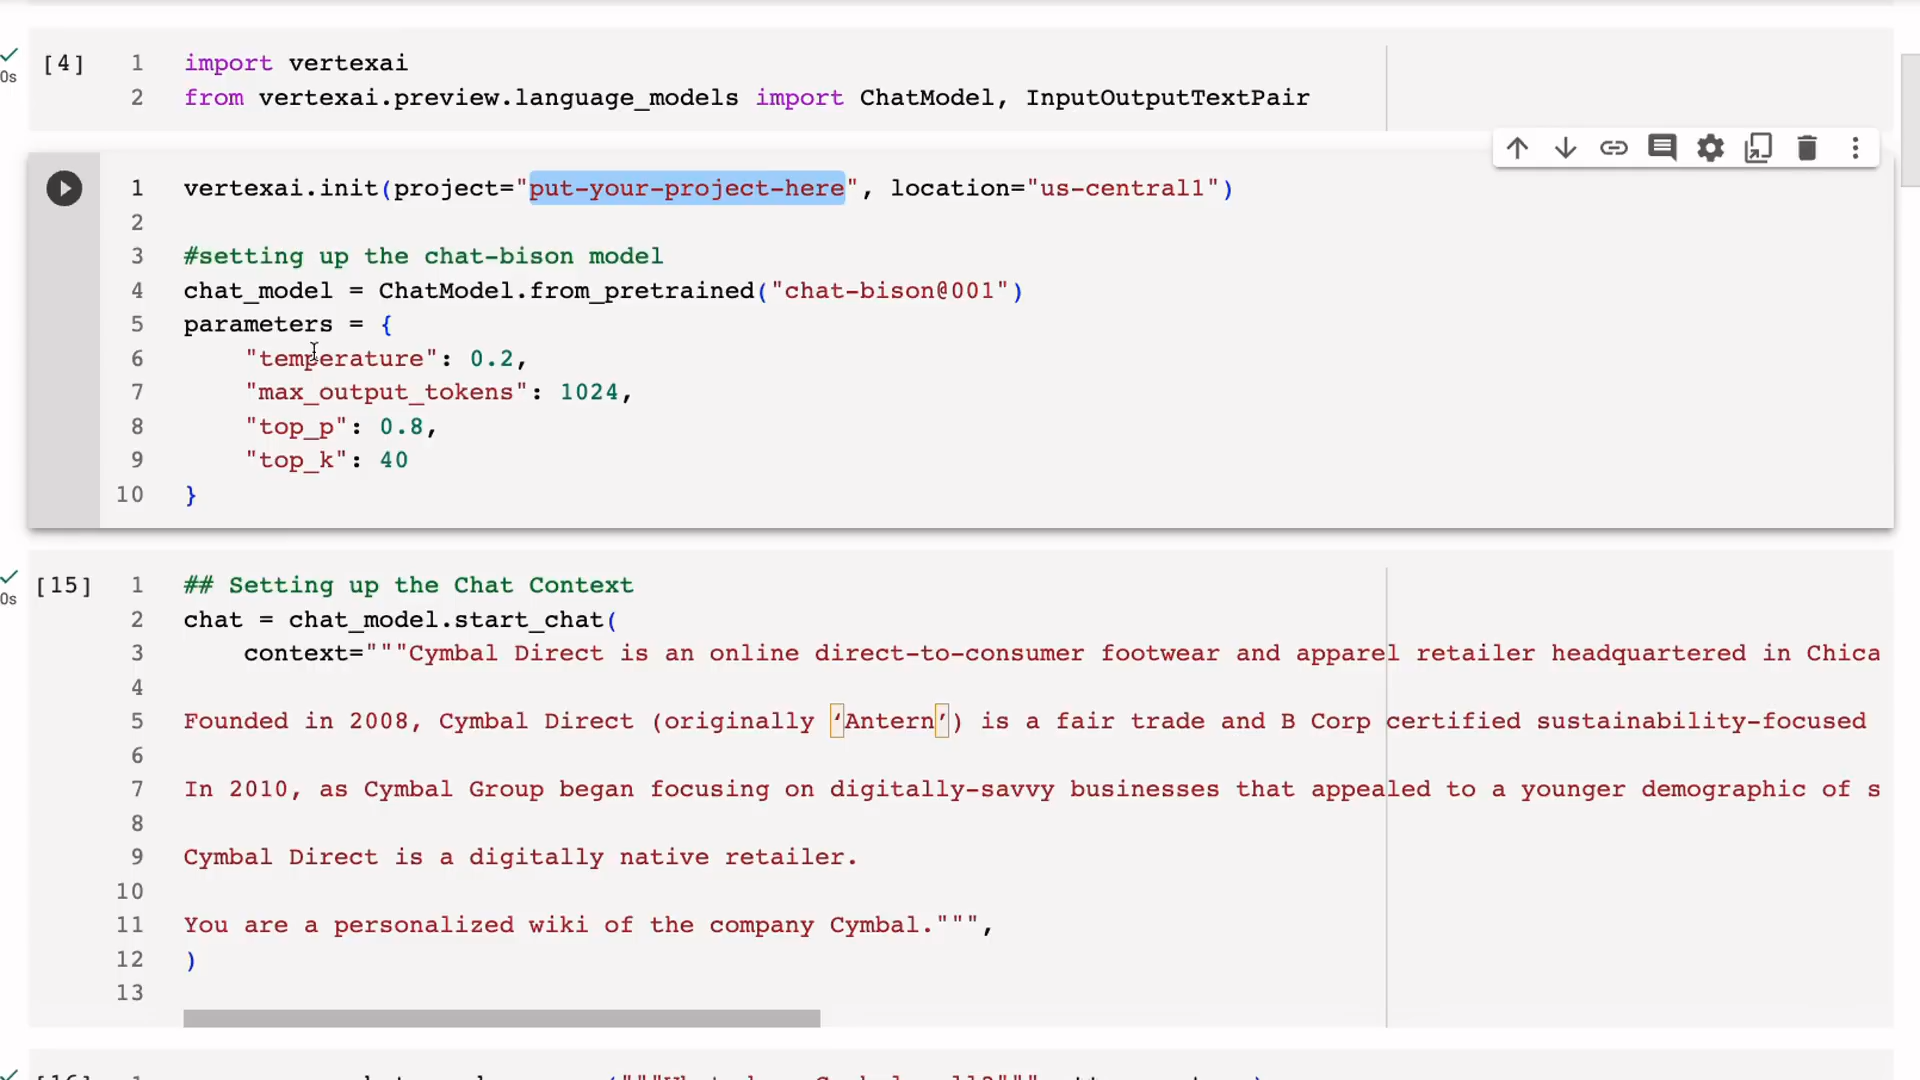 [4] 1 import vertexai
0s 2 from vertexai.preview.language_models import ChatModel, InputOutputTextPair
1 vertexai.init(project="put-your-project-here", location="us-central1")
2
3 #setting up the chat-bison model
4 chat_model = ChatModel.from_pretrained("chat-bison@001")
5 parameters = {
6 "temperature": 0.2,
7 "max_output_tokens": 1024,
8 "top_p": 0.8,
9 "top_k": 40
10 }
[15] 1 ## Setting up the Chat Context
0s 2 chat = chat_model.start_chat(
3 context="""Cymbal Direct is an online direct-to-consumer footwear and apparel retailer headquartered in Chica
4
5 Founded in 2008, Cymbal Direct (originally ‘Antern’) is a fair trade and B Corp certified sustainability-focused
6
7 In 2010, as Cymbal Group began focusing on digitally-savvy businesses that appealed to a younger demographic of s
8
9 Cymbal Direct is a digitally native retailer.
10
11 You are a personalized wiki of the company Cymbal.""",
12 )
13